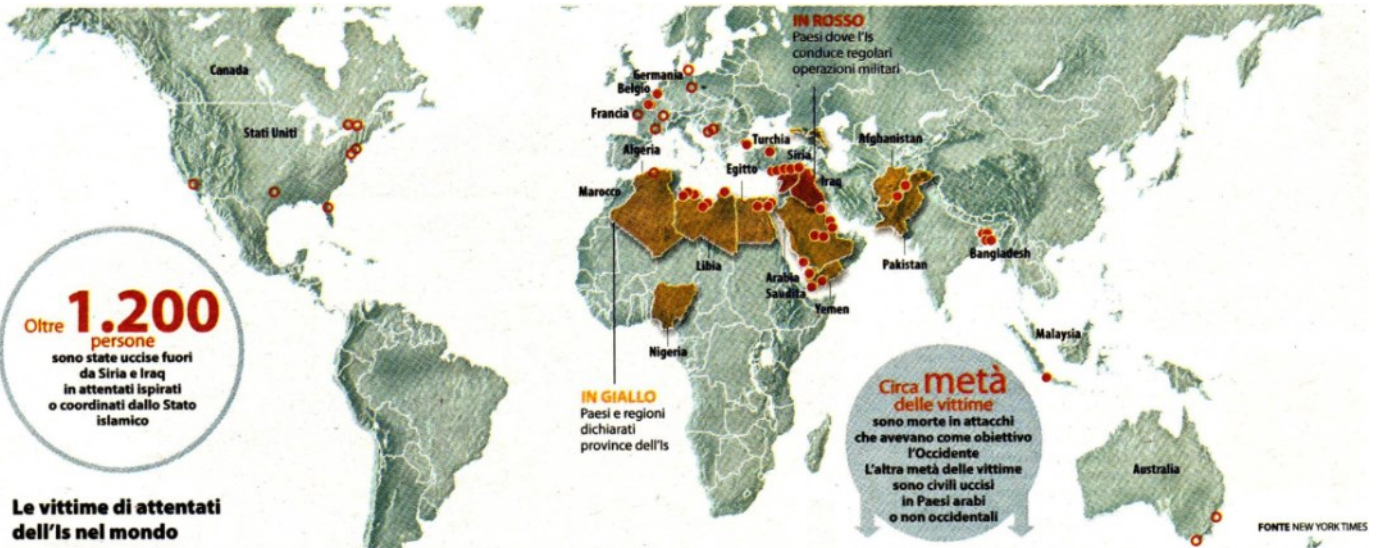 IN ROSSO
Paesi dove l'Is
conduce regolari
operazioni militari
Canada
Germania
Belgio
Francia
Stati Uniti
Turchia
Afghanistan
Algeria
Siria
Egitto
Iraq
Marocco
Libia
Arabia
Saudita
Pakistan
Bangladesh
Yemen
Nigeria
Malaysia
Australia
Oltre 1.200
persone
sono state uccise fuori
da Siria e Iraq
in attentati ispirati
o coordinati dallo Stato
islamico
IN GIALLO
Paesi e regioni
dichiarati
province dell'Is
Circa metà
delle vittime
sono morte in attacchi
che avevano come obiettivo
l'Occidente
L'altra metà delle vittime
sono civili uccisi
in Paesi arabi
o non occidentali
Le vittime di attentati
dell'Is nel mondo
FONTE NEW YORK TIMES